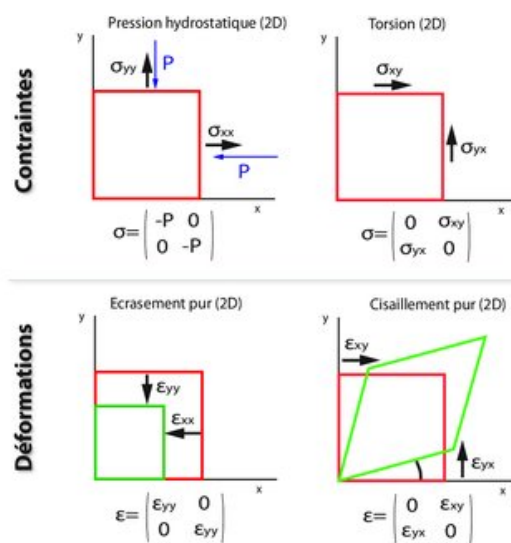 Contraintes
Pression hydrostatique (2D)
y
σyy
P
σxx
P
x
σ= ( -P 0
0 -P )
Torsion (2D)
y
σxy
σyx
x
σ= ( 0 σxy
σyx 0 )
Déformations
Ecrasement pur (2D)
y
εyy
εxx
x
ε= ( εyy 0
0 εyy )
Cisaillement pur (2D)
y
εxy
εyx
x
ε= ( 0 εxy
εyx 0 )